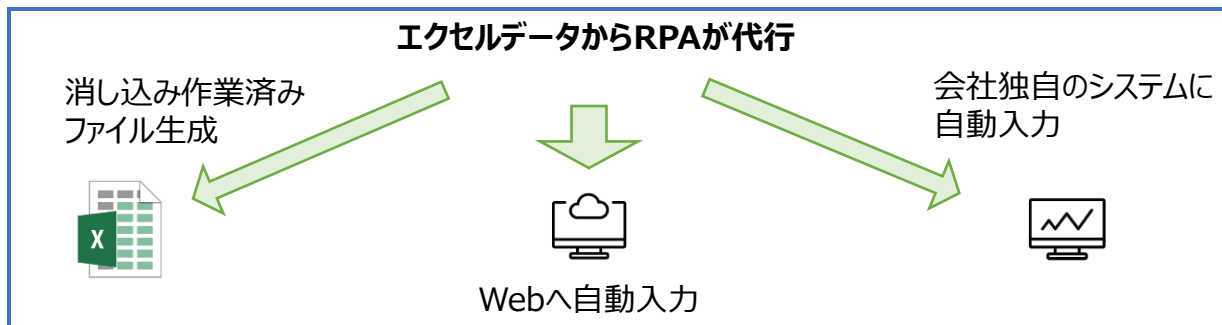 エクセルデータからRPAが代行
消し込み作業済み
ファイル生成
会社独自のシステムに
自動入力
X
Webへ自動入力